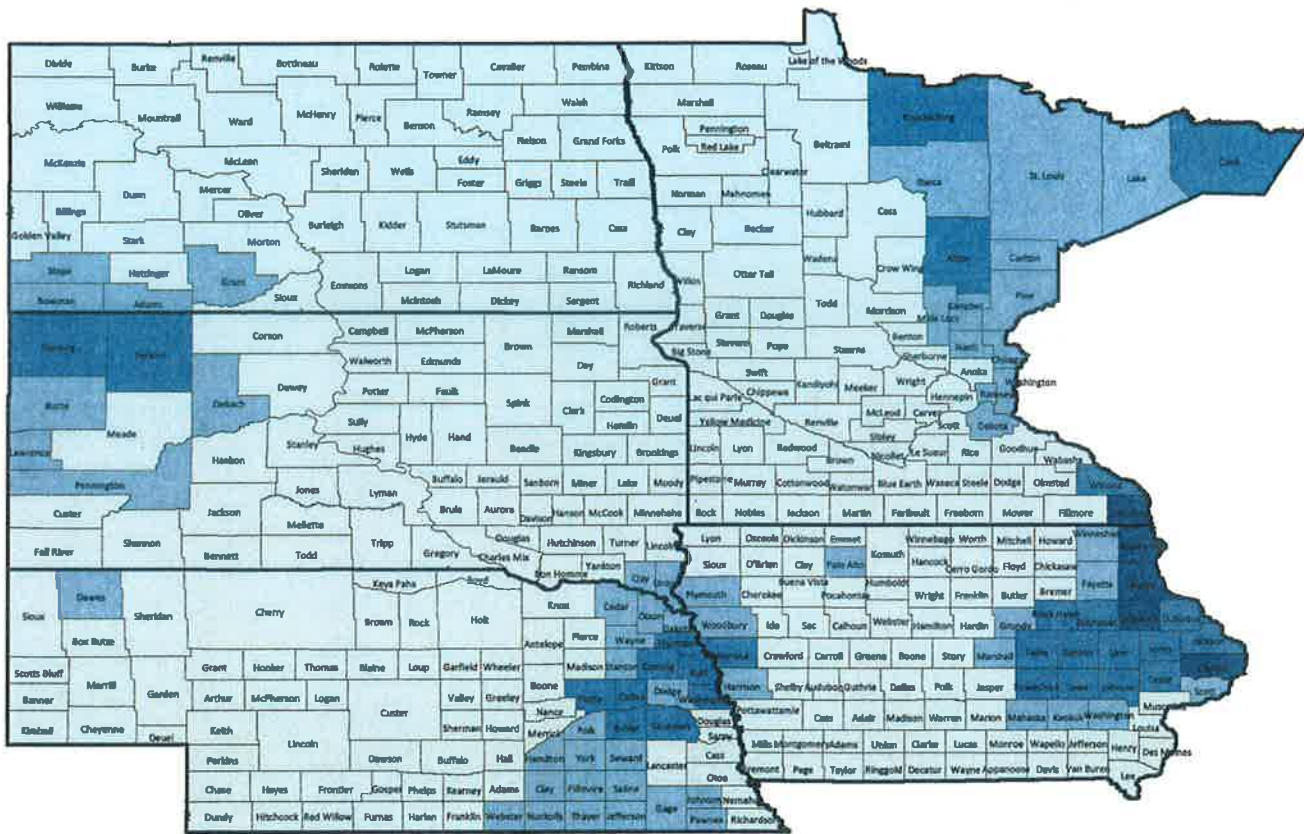 Divide Burke Renville Bottineau Rolette Towner Cavalier Pembina Kittson Roseau Lake of the Woods
Williams Mountrail Ward McHenry Pierce Benson Ramsey Walsh Marshall Koochiching
Pennington
Nelson Grand Forks Polk Red Lake Beltrami Cook
McKenzie McLean Sheridan Wells Eddy Clearwater Itasca St. Louis Lake
Dunn Mercer Foster Griggs Steele Traill Norman Mahnomen
Billings Oliver Hubbard Cass
Golden Valley Stark Morton Burleigh Kidder Stutsman Barnes Cass Clay Becker
Wadena Crow Wing Aitkin Carlton
Slope Hettinger Grant Logan LaMoure Ransom Richland Wilkin Otter Tail
Bowman Adams Sioux Emmons McIntosh Dickey Sargent Todd Morrison Pine
Grant Douglas Mille Lacs Kanabec
Corson Campbell McPherson Brown Marshall Roberts Traverse Stevens Pope Benton
Harding Perkins Walworth Edmunds Day Big Stone Stearns Sherburne Isanti Chisago
Dewey Potter Faulk Grant Swift Kandiyohi Meeker Wright Anoka Washington
Butte Meade Spink Clark Codington Lac qui Parle Chippewa Hennepin Ramsey
Sully Hamlin Deuel Yellow Medicine Renville McLeod Carver Scott Dakota
Lawrence Stanley Hughes Hyde Hand Beadle Kingsbury Brookings Lincoln Lyon Redwood Sibley Nicollet Le Sueur Rice Goodhue Wabasha
Pennington Haakon Buffalo Jerauld Sanborn Miner Lake Moody Pipestone Murray Cottonwood Brown Watonwan Blue Earth Waseca Steele Dodge Olmsted Winona
Custer Jackson Jones Lyman Brule Aurora Davison Hanson McCook Minnehaha Rock Nobles Jackson Martin Faribault Freeborn Mower Fillmore
Fall River Shannon Mellette Tripp Gregory Douglas Hutchinson Turner Lincoln Lyon Osceola Dickinson Emmet Winnebago Worth Mitchell Howard Winneshiek
Bennett Todd Charles Mix Bon Homme Yankton Sioux O'Brien Clay Palo Alto Kossuth Hancock Cerro Gordo Floyd Chickasaw
Keya Paha Boyd Clay Plymouth Cherokee Buena Vista Pocahontas Humboldt Wright Franklin Butler Bremer Fayette
Sioux Dawes Sheridan Cherry Brown Rock Holt Knox Cedar Dixon
Box Butte Antelope Pierce Wayne Woodbury Ida Sac Calhoun Webster Hamilton Hardin Grundy Black Hawk
Scotts Bluff Grant Hooker Thomas Blaine Loup Garfield Wheeler Madison Stanton Cuming Burt Crawford Carroll Greene Boone Story Marshall Tama Benton Linn Jones Jackson
Banner Morrill Garden Arthur McPherson Logan Custer Valley Greeley Boone Platte Colfax Dodge Washington Harrison Shelby Audubon Guthrie Dallas Polk Jasper Cedar Clinton Scott
Kimball Cheyenne Deuel Keith Lincoln Sherman Howard Nance Merrick Polk Butler Saunders Douglas Sarpy Pottawattamie Cass Adair Madison Warren Marion Mahaska Keokuk Washington Muscatine Louisa
Perkins Dawson Buffalo Hall Hamilton York Seward Lancaster Cass Otoe Mills Montgomery Adams Union Clarke Lucas Monroe Wapello Jefferson Henry Des Moines
Chase Hayes Frontier Gosper Phelps Kearney Adams Clay Fillmore Saline Gage Johnson Nemaha Fremont Page Taylor Ringgold Decatur Wayne Appanoose Davis Van Buren Lee
Dundy Hitchcock Red Willow Furnas Harlan Franklin Webster Nuckolls Thayer Jefferson Pawnee Richardson